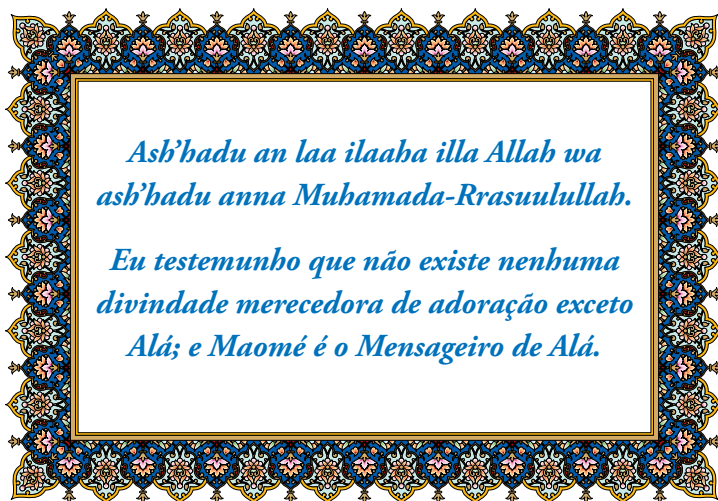 Ash’hadu an laa ilaaha illa Allah wa
ash’hadu anna Muhamada-Rrasuulullah.
Eu testemunho que não existe nenhuma
divindade merecedora de adoração exceto
Alá; e Maomé é o Mensageiro de Alá.